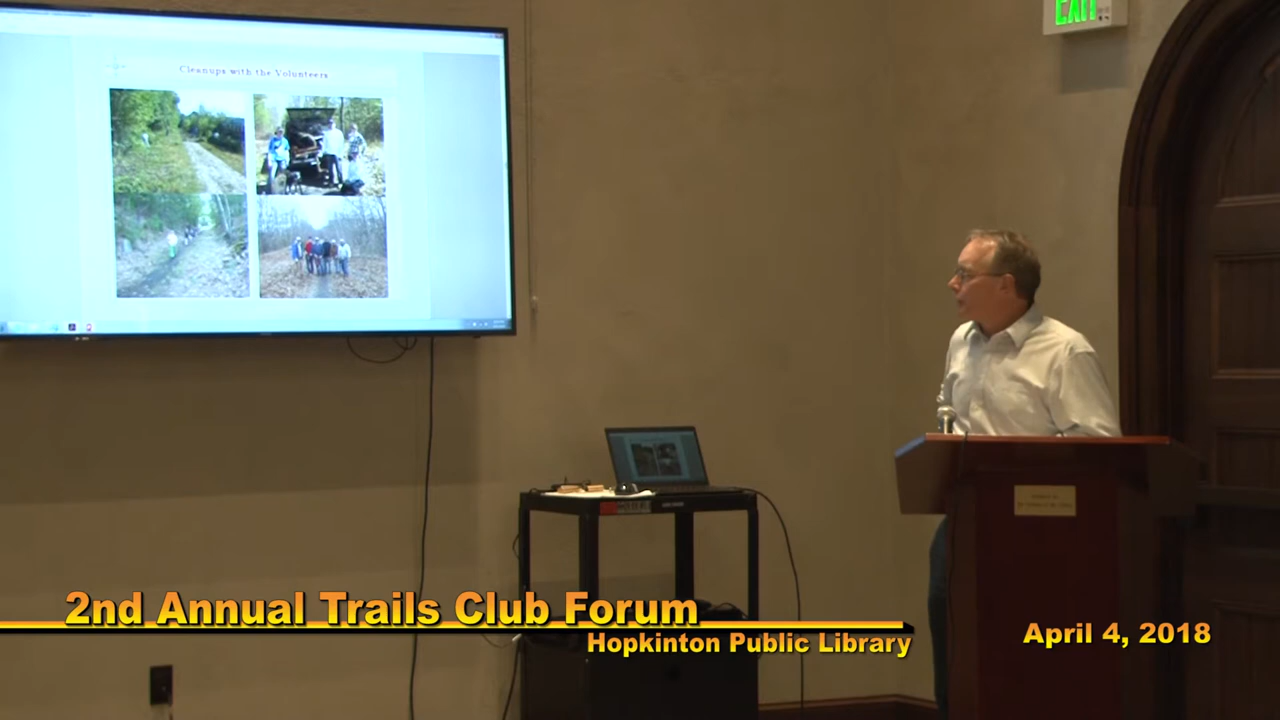 EXIT
Cleanups with the Volunteers
2nd Annual Trails Club Forum
Hopkinton Public Library
April 4, 2018